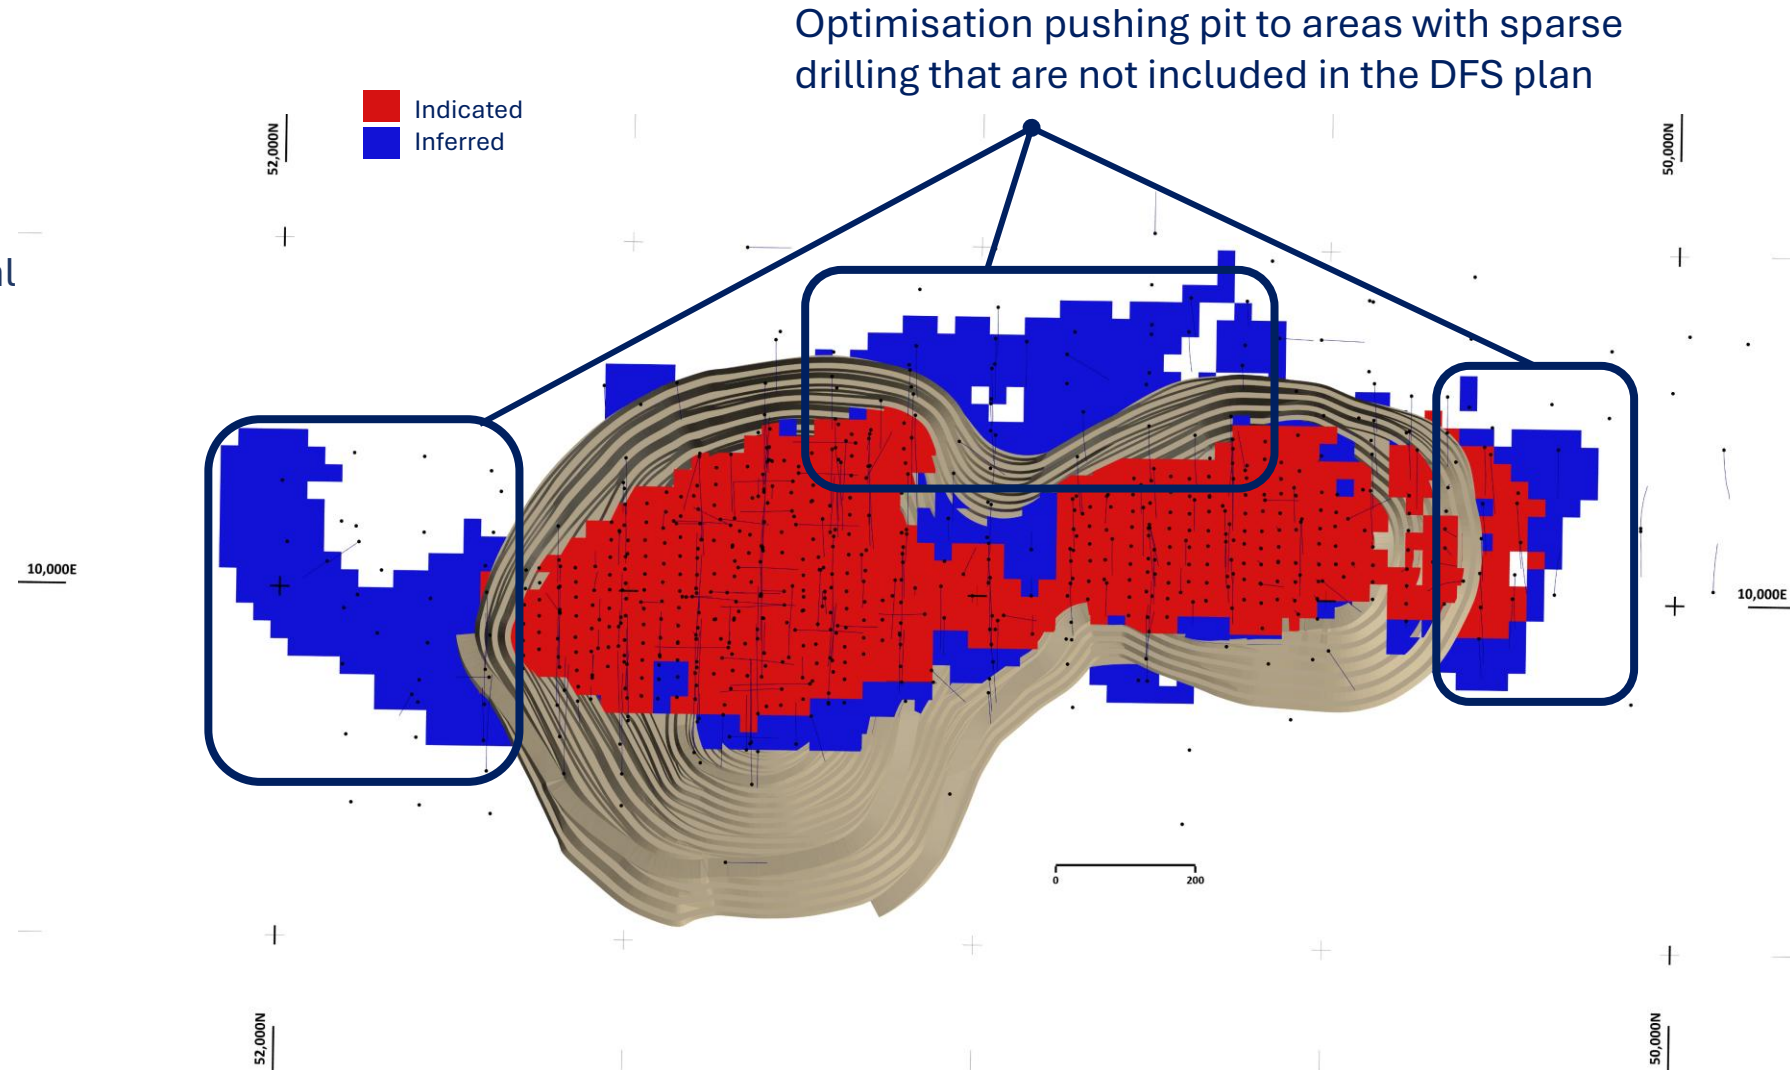 Optimisation pushing pit to areas with sparse
drilling that are not included in the DFS plan
Indicated
Inferred
52,000N
50,000N
al
10,000E
10,000E
0 200
52,000N
50,000N